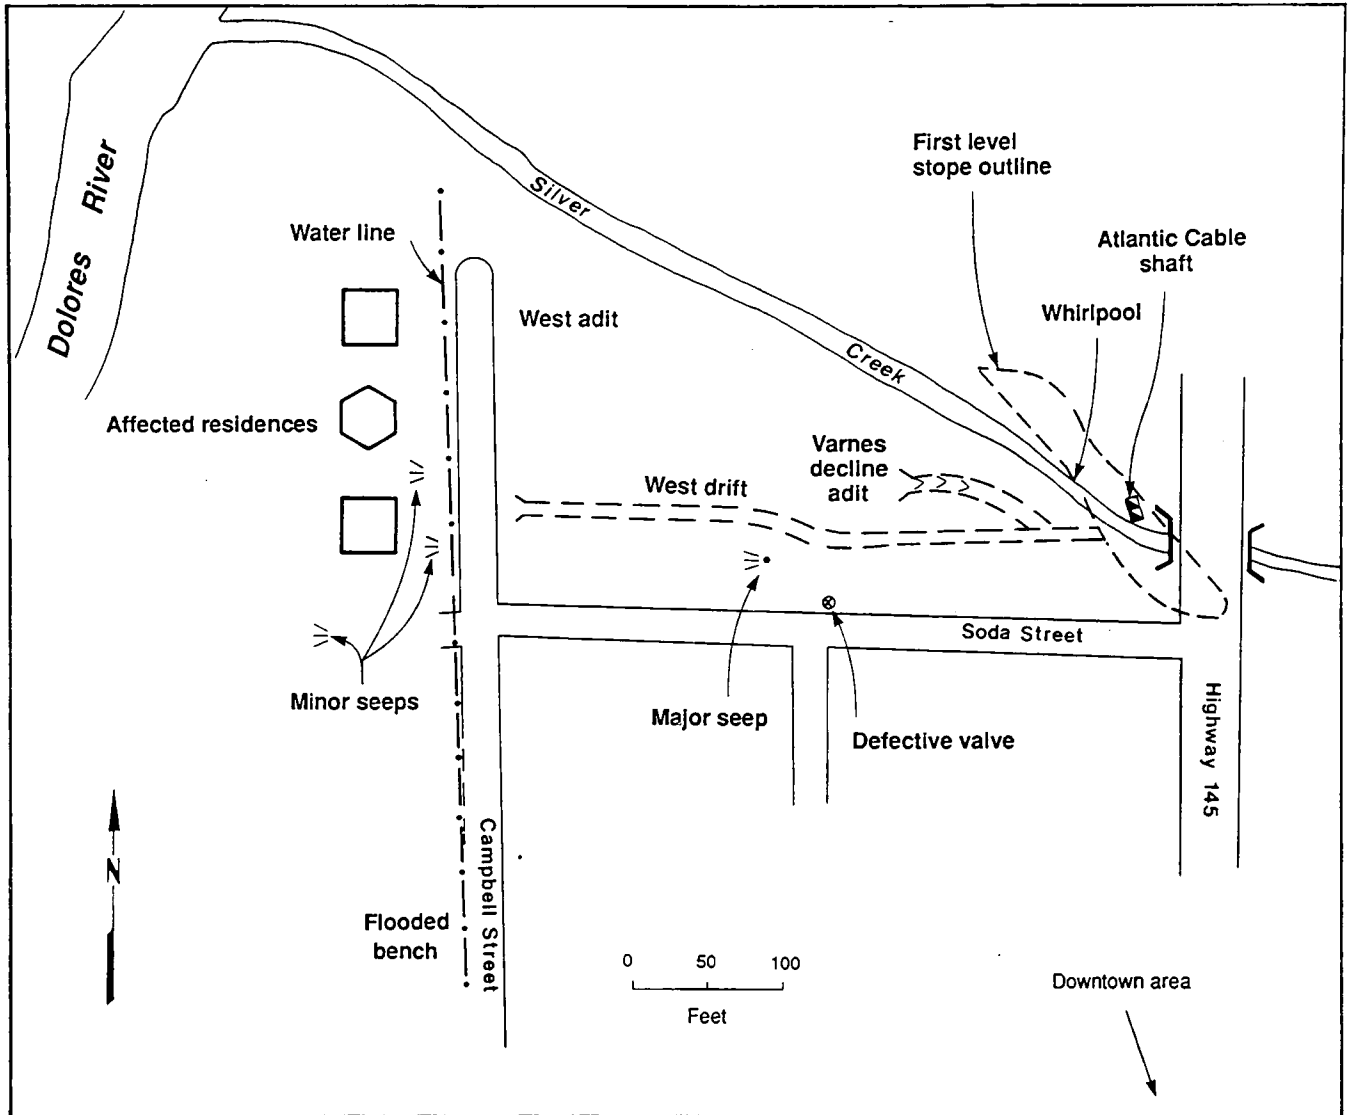 First level
stope outline
Dolores River
Silver
Water line
Atlantic Cable
shaft
Whirlpool
West adit
Creek
Affected residences
Varnes
decline
adit
West drift
Soda Street
Minor seeps
Major seep
Defective valve
Highway 145
Campbell Street
N
Flooded
bench
0 50 100
Feet
Downtown area